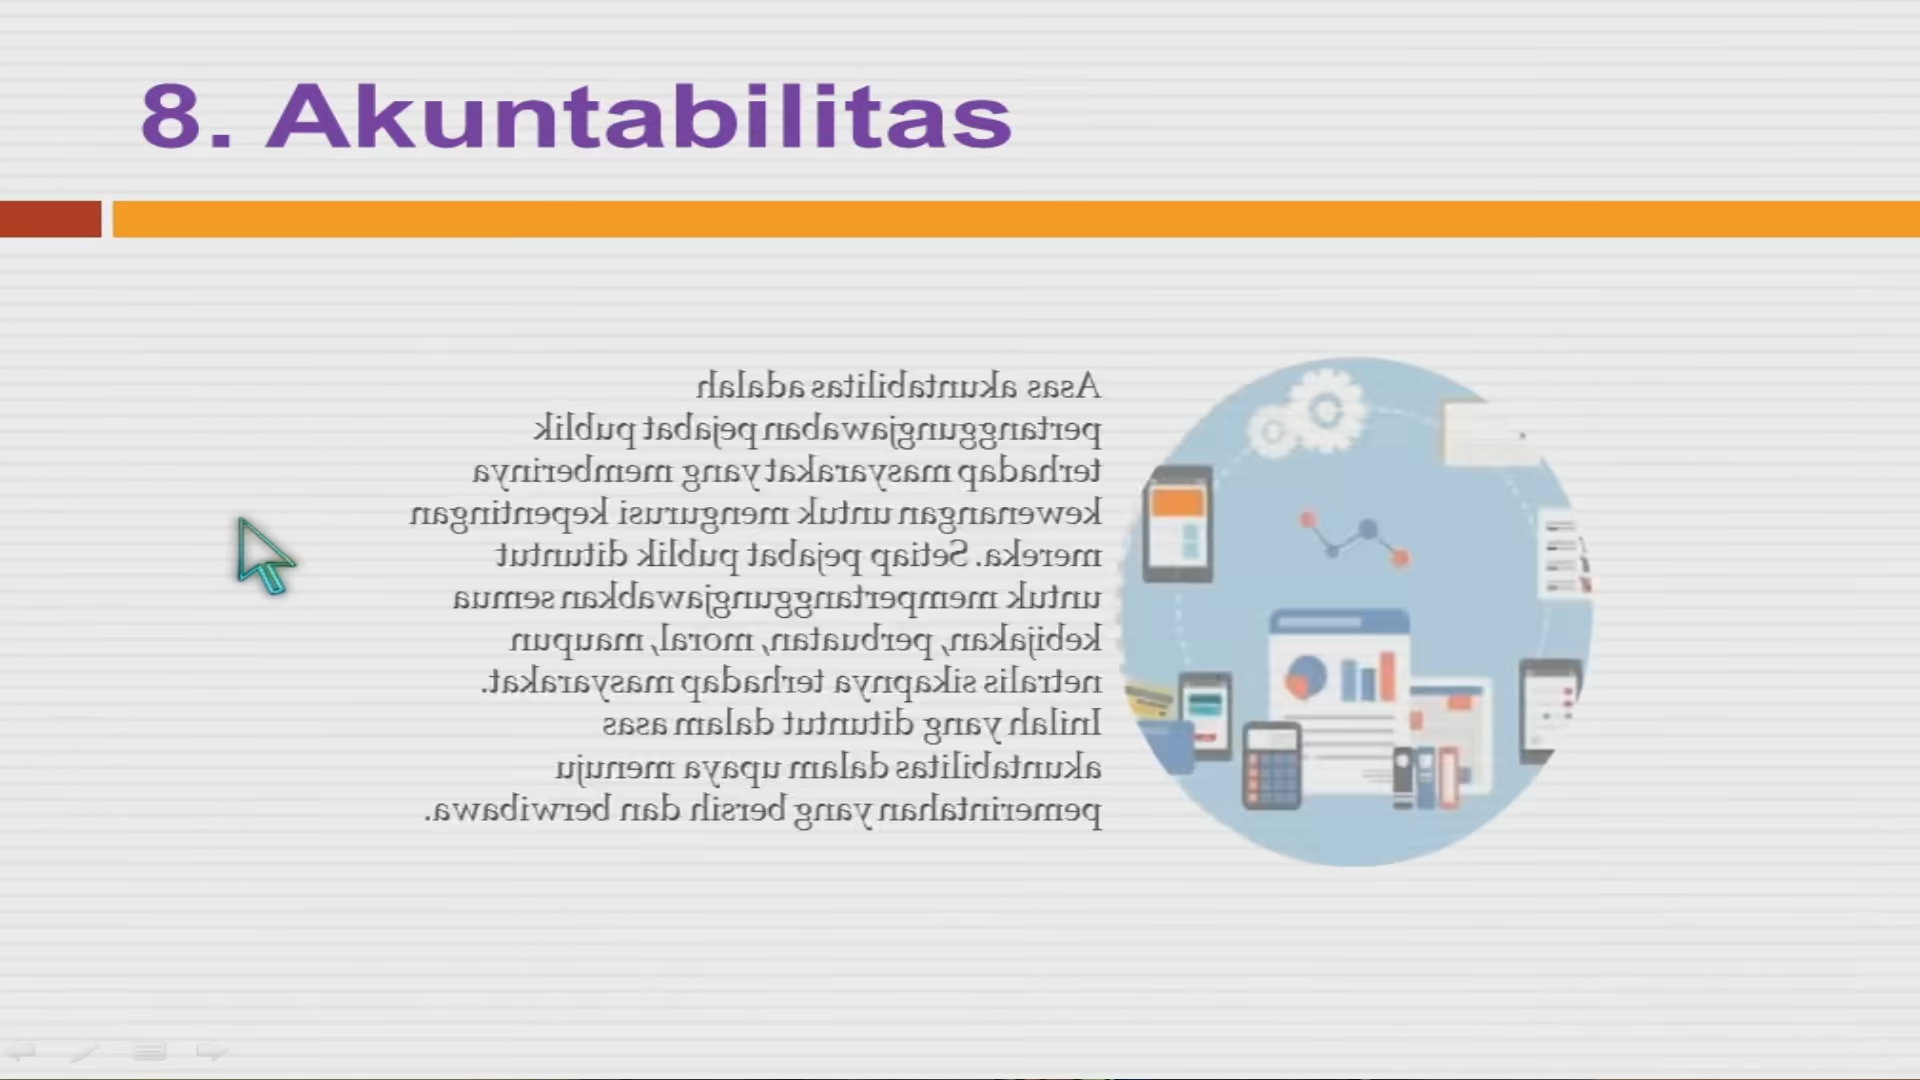 8. Akuntabilitas
Asas akuntabilitas adalah
pertanggungjawaban pejabat publik
terhadap masyarakat yang memberinya
kewenangan untuk mengurusi kepentingan
mereka. Setiap pejabat publik dituntut
untuk mempertanggungjawabkan semua
kebijakan, perbuatan, moral, maupun
netralis sikapnya terhadap masyarakat.
Inilah yang dituntut dalam asas
akuntabilitas dalam upaya menuju
pemerintahan yang bersih dan berwibawa.